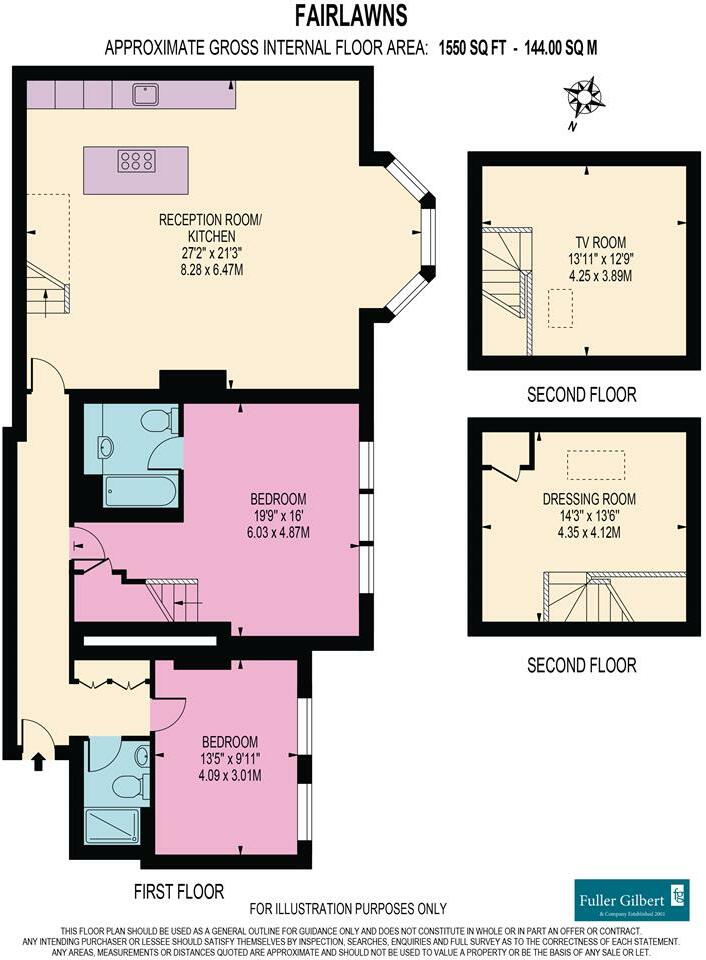 FAIRLAWNS
APPROXIMATE GROSS INTERNAL FLOOR AREA: 1550 SQ FT - 144.00 SQ M
N
RECEPTION ROOM/
KITCHEN
27'2" x 21'3"
8.28 x 6.47M
TV ROOM
13'11" x 12'9"
4.25 x 3.89M
SECOND FLOOR
BEDROOM
19'9" x 16'
6.03 x 4.87M
DRESSING ROOM
14'3" x 13'6"
4.35 x 4.12M
SECOND FLOOR
BEDROOM
13'5" x 9'11"
4.09 x 3.01M
FIRST FLOOR
FOR ILLUSTRATION PURPOSES ONLY
Fuller Gilbert
& Company Established 2001
fg
THIS FLOOR PLAN SHOULD BE USED AS A GENERAL OUTLINE FOR GUIDANCE ONLY AND DOES NOT CONSTITUTE IN WHOLE OR IN PART AN OFFER OR CONTRACT.
ANY INTENDING PURCHASER OR LESSEE SHOULD SATISFY THEMSELVES BY INSPECTION, SEARCHES, ENQUIRIES AND FULL SURVEY AS TO THE CORRECTNESS OF EACH STATEMENT.
ANY AREAS, MEASUREMENTS OR DISTANCES QUOTED ARE APPROXIMATE AND SHOULD NOT BE USED TO VALUE A PROPERTY OR BE THE BASIS OF ANY SALE OR LET.